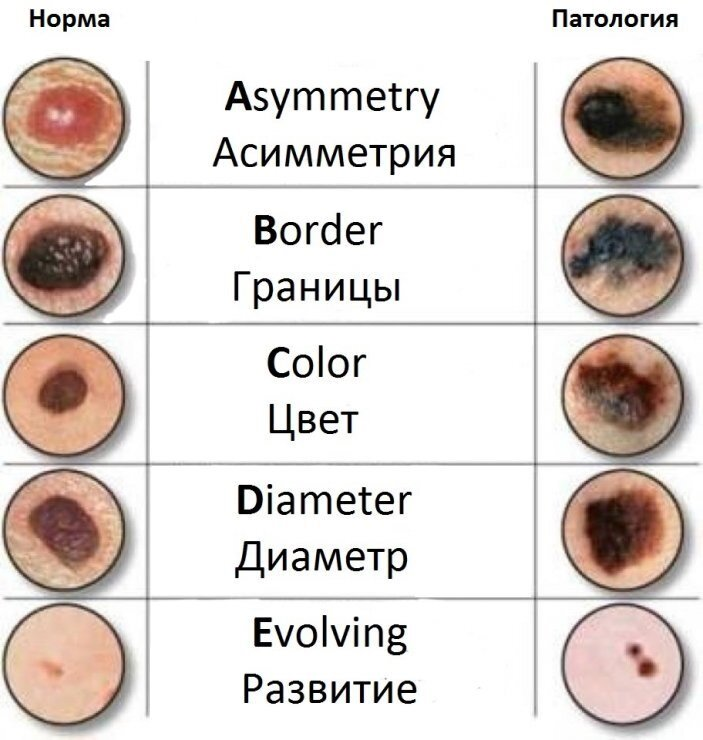 Норма
Патология
Asymmetry
Асимметрия
Border
Границы
Color
Цвет
Diameter
Диаметр
Evolving
Развитие